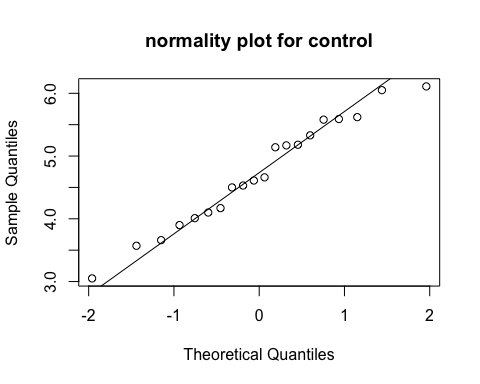 normality plot for control
Sample Quantiles
6.0
5.0
4.0
3.0
-2 -1 0 1 2
Theoretical Quantiles